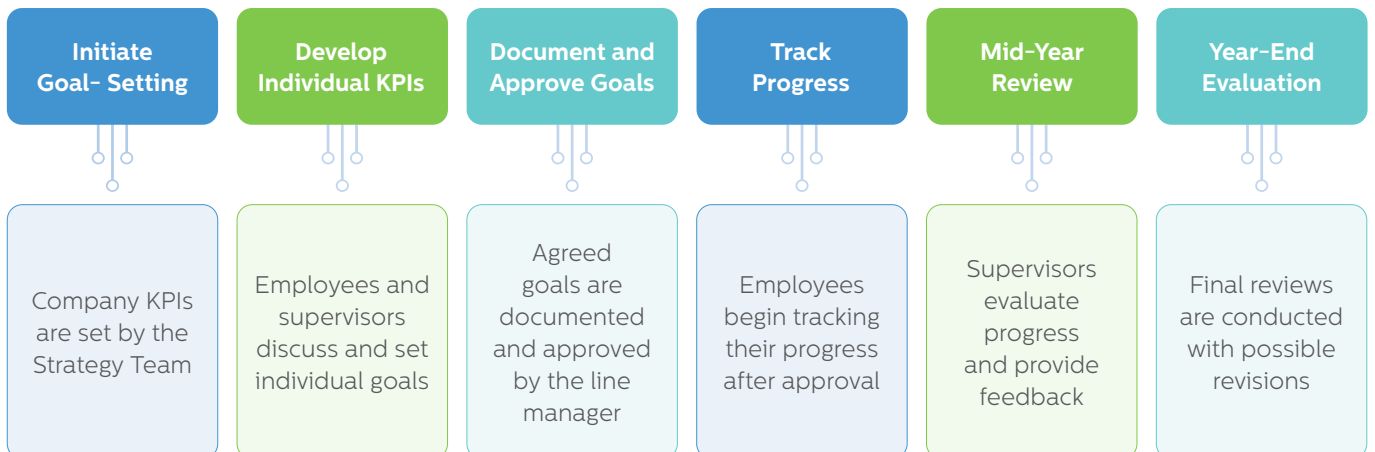 Initiate
Goal- Setting
Develop
Individual KPIs
Document and
Approve Goals
Track
Progress
Mid-Year
Review
Year-End
Evaluation
Company KPIs
are set by the
Strategy Team
Employees and
supervisors
discuss and set
individual goals
Agreed
goals are
documented
and approved
by the line
manager
Employees
begin tracking
their progress
after approval
Supervisors
evaluate
progress
and provide
feedback
Final reviews
are conducted
with possible
revisions